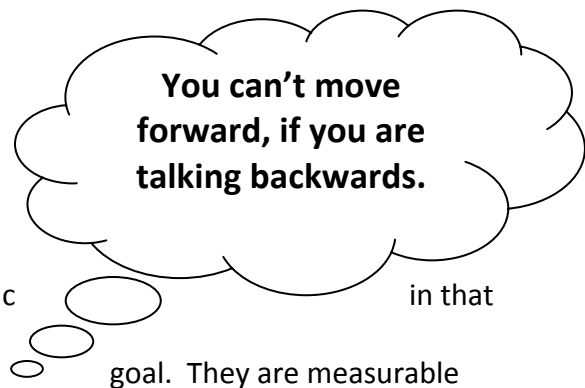 You can't move
forward, if you are
talking backwards.
c in that
goal. They are measurable